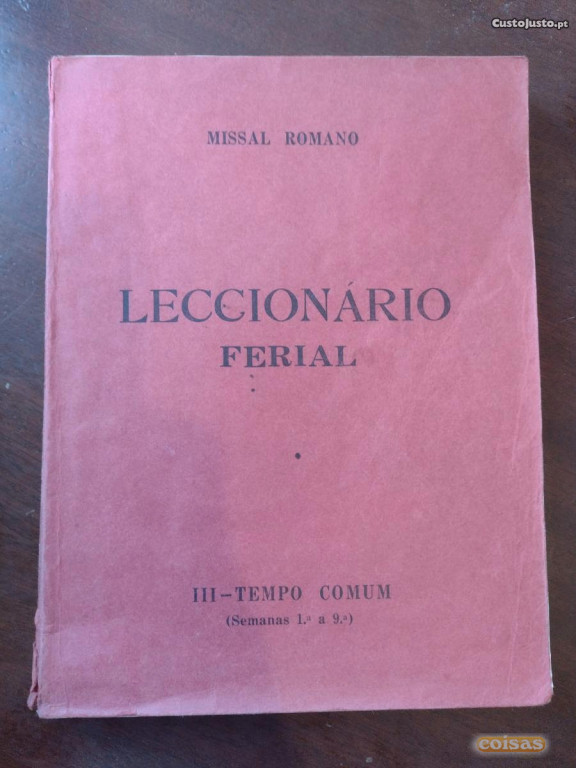 CustoJusto.pt
MISSAL ROMANO
LECCIONÁRIO
FERIAL
III-TEMPO COMUM
(Semanas 1.ª a 9.ª)
coisas